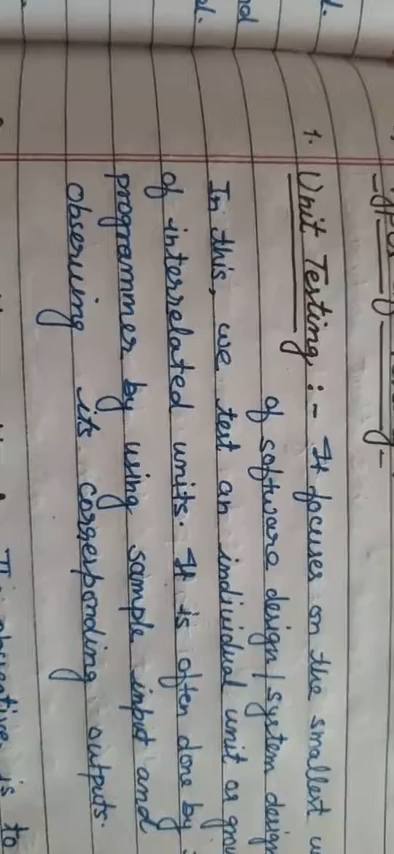 1. Unit Testing :- It focuses on the smallest
of software design / system design
In this, we test an individual unit or
of interrelated units. It is often done by
programmer by using sample input and
observing its corresponding outputs.